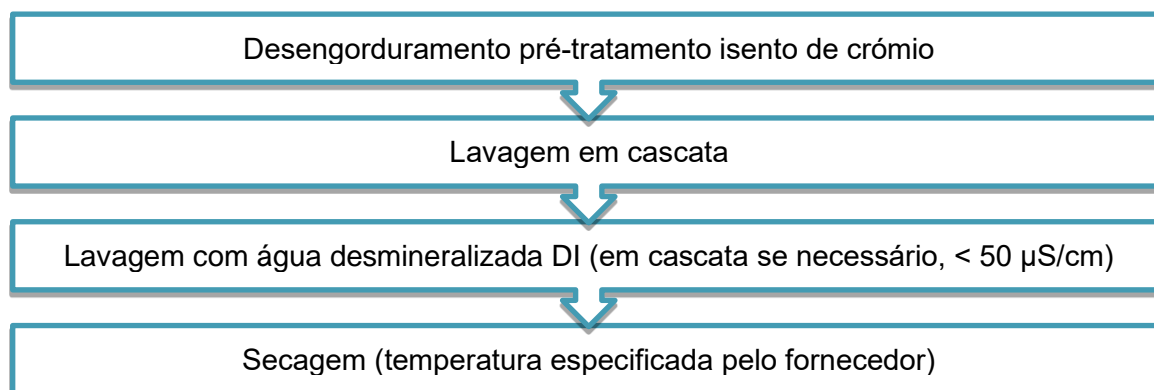 Desengorduramento pré-tratamento isento de crómio
Lavagem em cascata
Lavagem com água desmineralizada DI (em cascata se necessário, < 50 µS/cm)
Secagem (temperatura especificada pelo fornecedor)